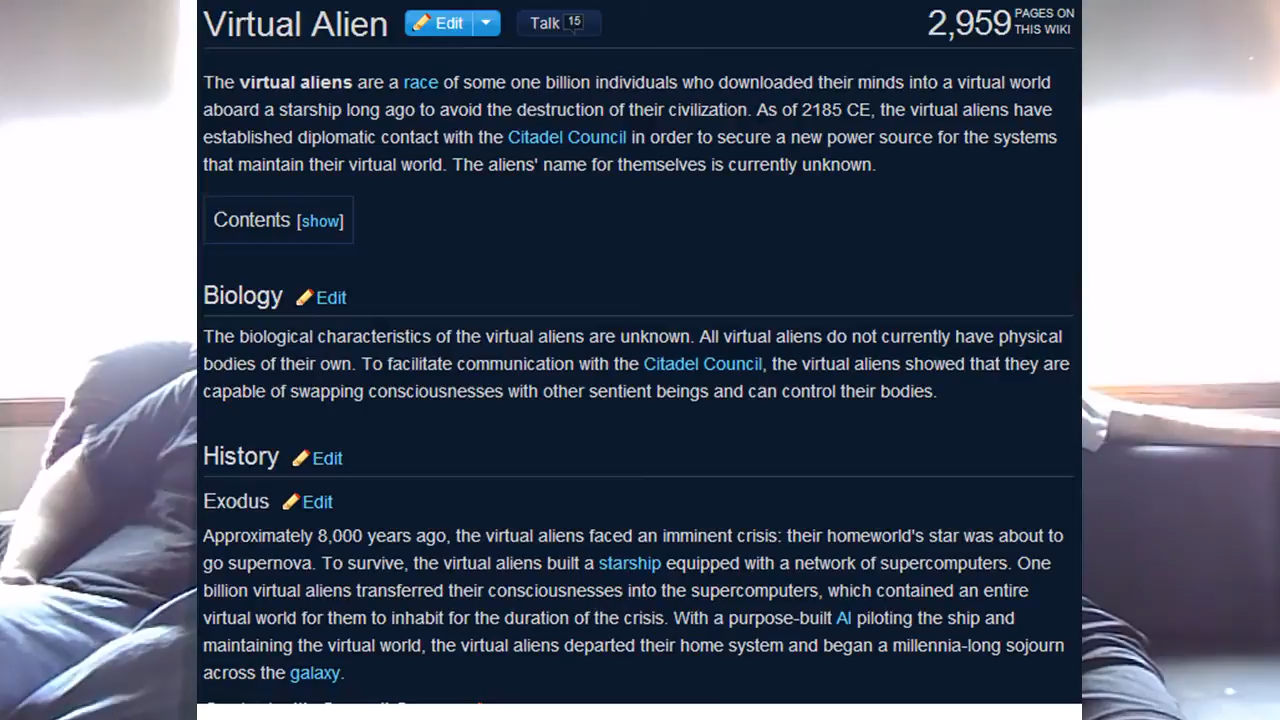 Virtual Alien Edit Talk 15 2,959 PAGES ON THIS WIKI
The virtual aliens are a race of some one billion individuals who downloaded their minds into a virtual world
aboard a starship long ago to avoid the destruction of their civilization. As of 2185 CE, the virtual aliens have
established diplomatic contact with the Citadel Council in order to secure a new power source for the systems
that maintain their virtual world. The aliens' name for themselves is currently unknown.
Contents [show]
Biology Edit
The biological characteristics of the virtual aliens are unknown. All virtual aliens do not currently have physical
bodies of their own. To facilitate communication with the Citadel Council, the virtual aliens showed that they are
capable of swapping consciousnesses with other sentient beings and can control their bodies.
History Edit
Exodus Edit
Approximately 8,000 years ago, the virtual aliens faced an imminent crisis: their homeworld's star was about to
go supernova. To survive, the virtual aliens built a starship equipped with a network of supercomputers. One
billion virtual aliens transferred their consciousnesses into the supercomputers, which contained an entire
virtual world for them to inhabit for the duration of the crisis. With a purpose-built AI piloting the ship and
maintaining the virtual world, the virtual aliens departed their home system and began a millennia-long sojourn
across the galaxy.